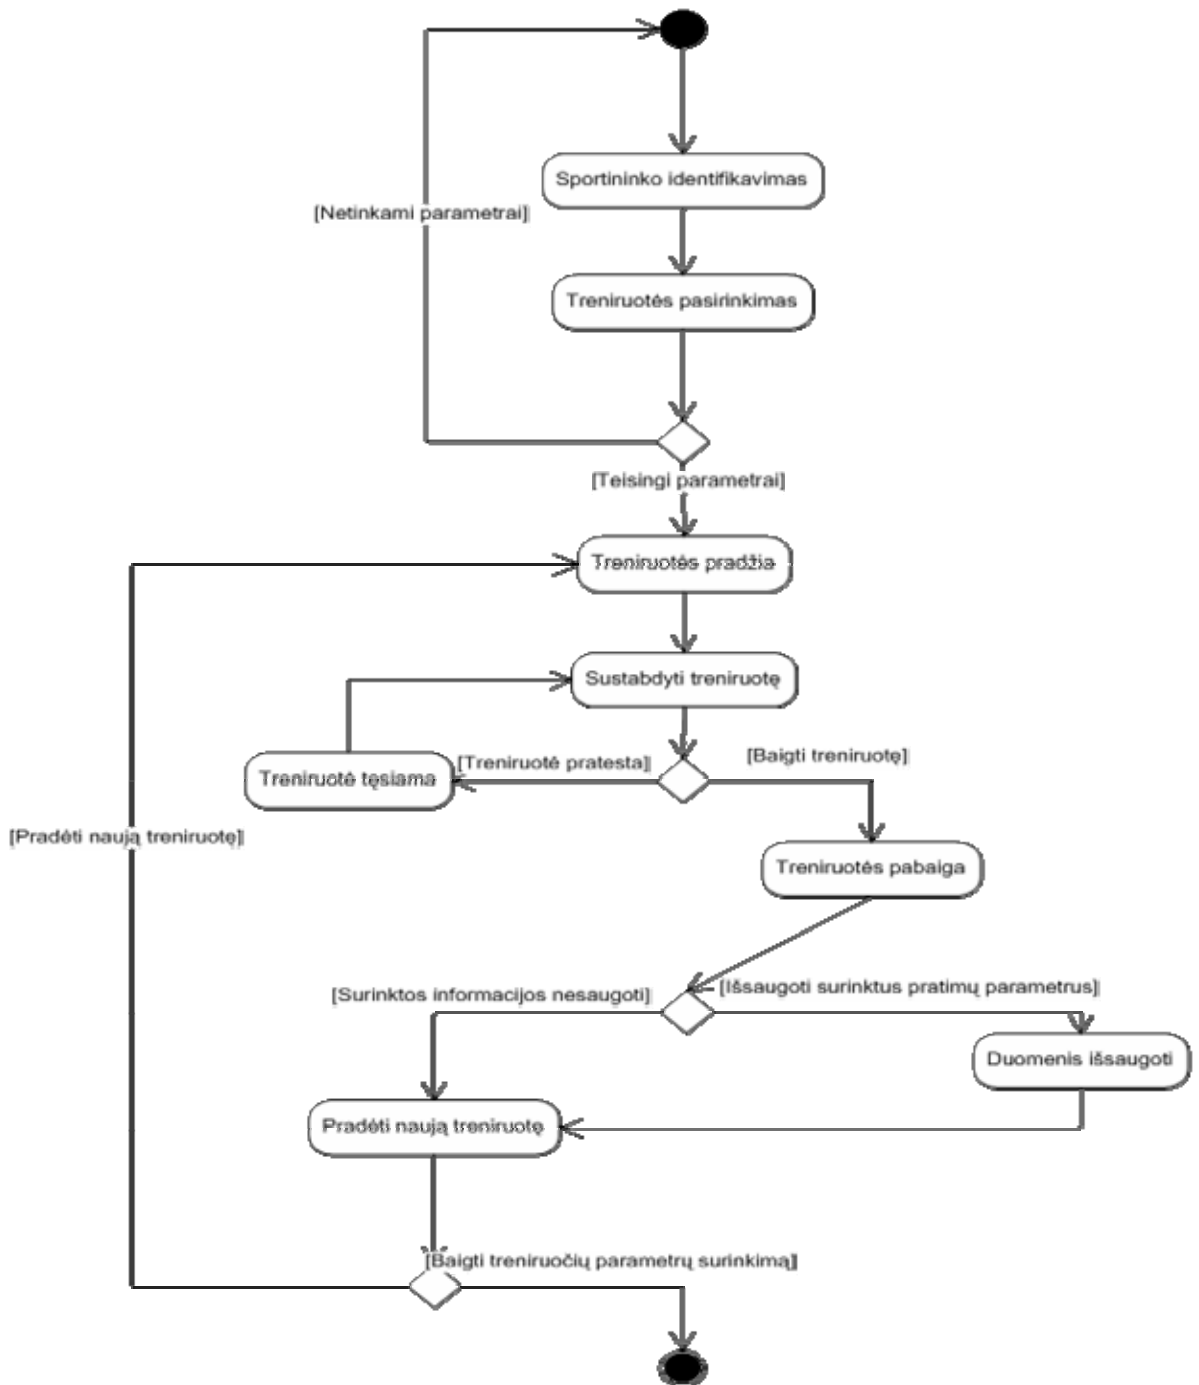 Sportininko identifikavimas
[Netinkami parametrai]
Treniruotės pasirinkimas
[Teisingi parametrai]
Treniruotės pradžia
Sustabdyti treniruotę
[Treniruotė pratesta]
[Baigti treniruotę]
Treniruotė tęsiama
[Pradėti naują treniruotę]
Treniruotės pabaiga
[Surinktos informacijos nesaugoti]
[Išsaugoti surinktus pratimų parametrus]
Duomenis išsaugoti
Pradėti naują treniruotę
[Baigti treniruočių parametrų surinkimą]